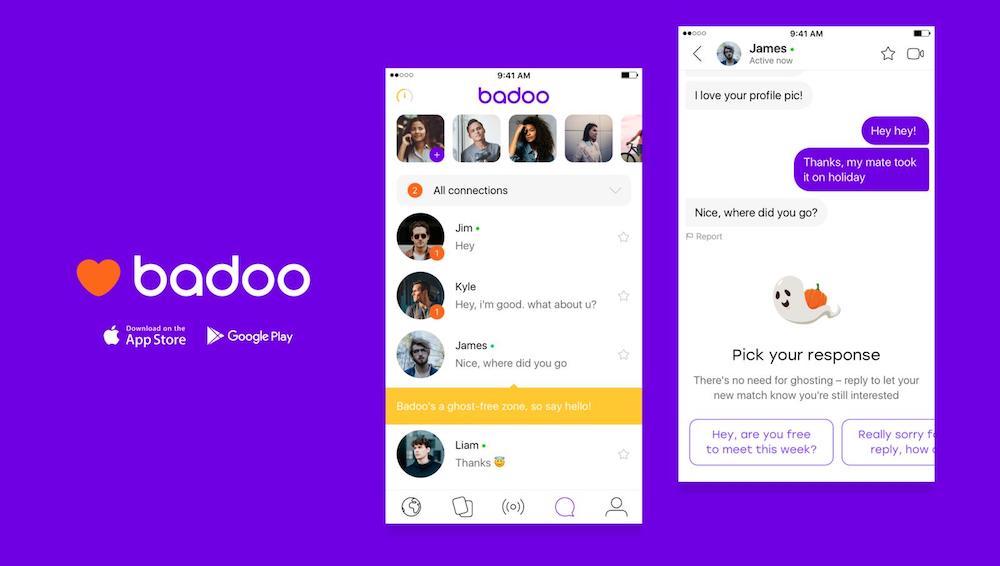 badoo
Download on the
App Store
Google Play
9:41 AM
badoo
2 All connections
Jim
Hey
1
Kyle
Hey, i'm good. what about u?
1
James
Nice, where did you go
Badoo's a ghost-free zone, so say hello!
Liam
Thanks 😇
9:41 AM
James
Active now
I love your profile pic!
Hey hey!
Thanks, my mate took
it on holiday
Nice, where did you go?
Report
Pick your response
There's no need for ghosting – reply to let your
new match know you're still interested
Hey, are you free
to meet this week?
Really sorry f
reply, how